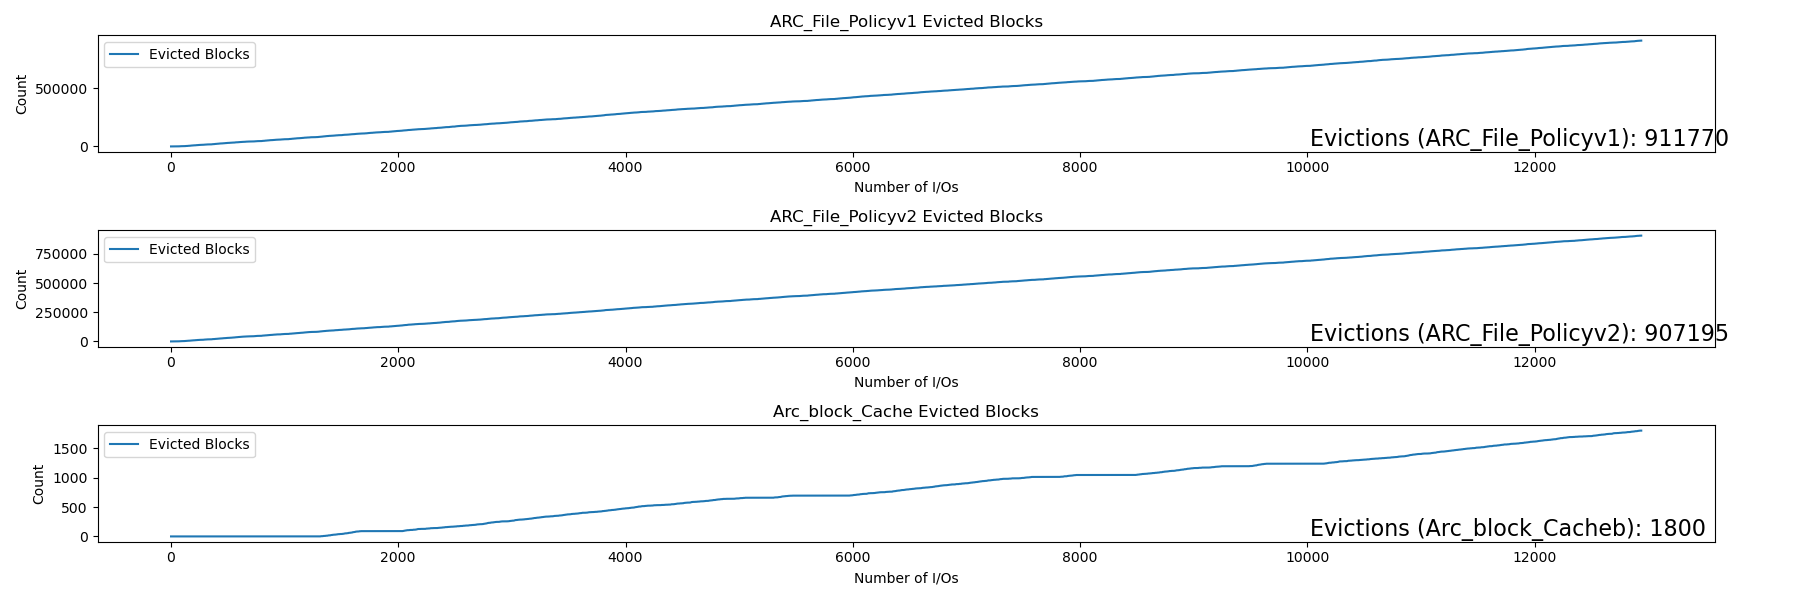 ARC_File_Policyv1 Evicted Blocks
Evicted Blocks
Count
500000
0
Evictions (ARC_File_Policyv1): 911770
0 2000 4000 6000 8000 10000 12000
Number of I/Os
ARC_File_Policyv2 Evicted Blocks
Evicted Blocks
Count
750000
500000
250000
0
Evictions (ARC_File_Policyv2): 907195
0 2000 4000 6000 8000 10000 12000
Number of I/Os
Arc_block_Cache Evicted Blocks
Evicted Blocks
Count
1500
1000
500
0
Evictions (Arc_block_Cacheb): 1800
0 2000 4000 6000 8000 10000 12000
Number of I/Os